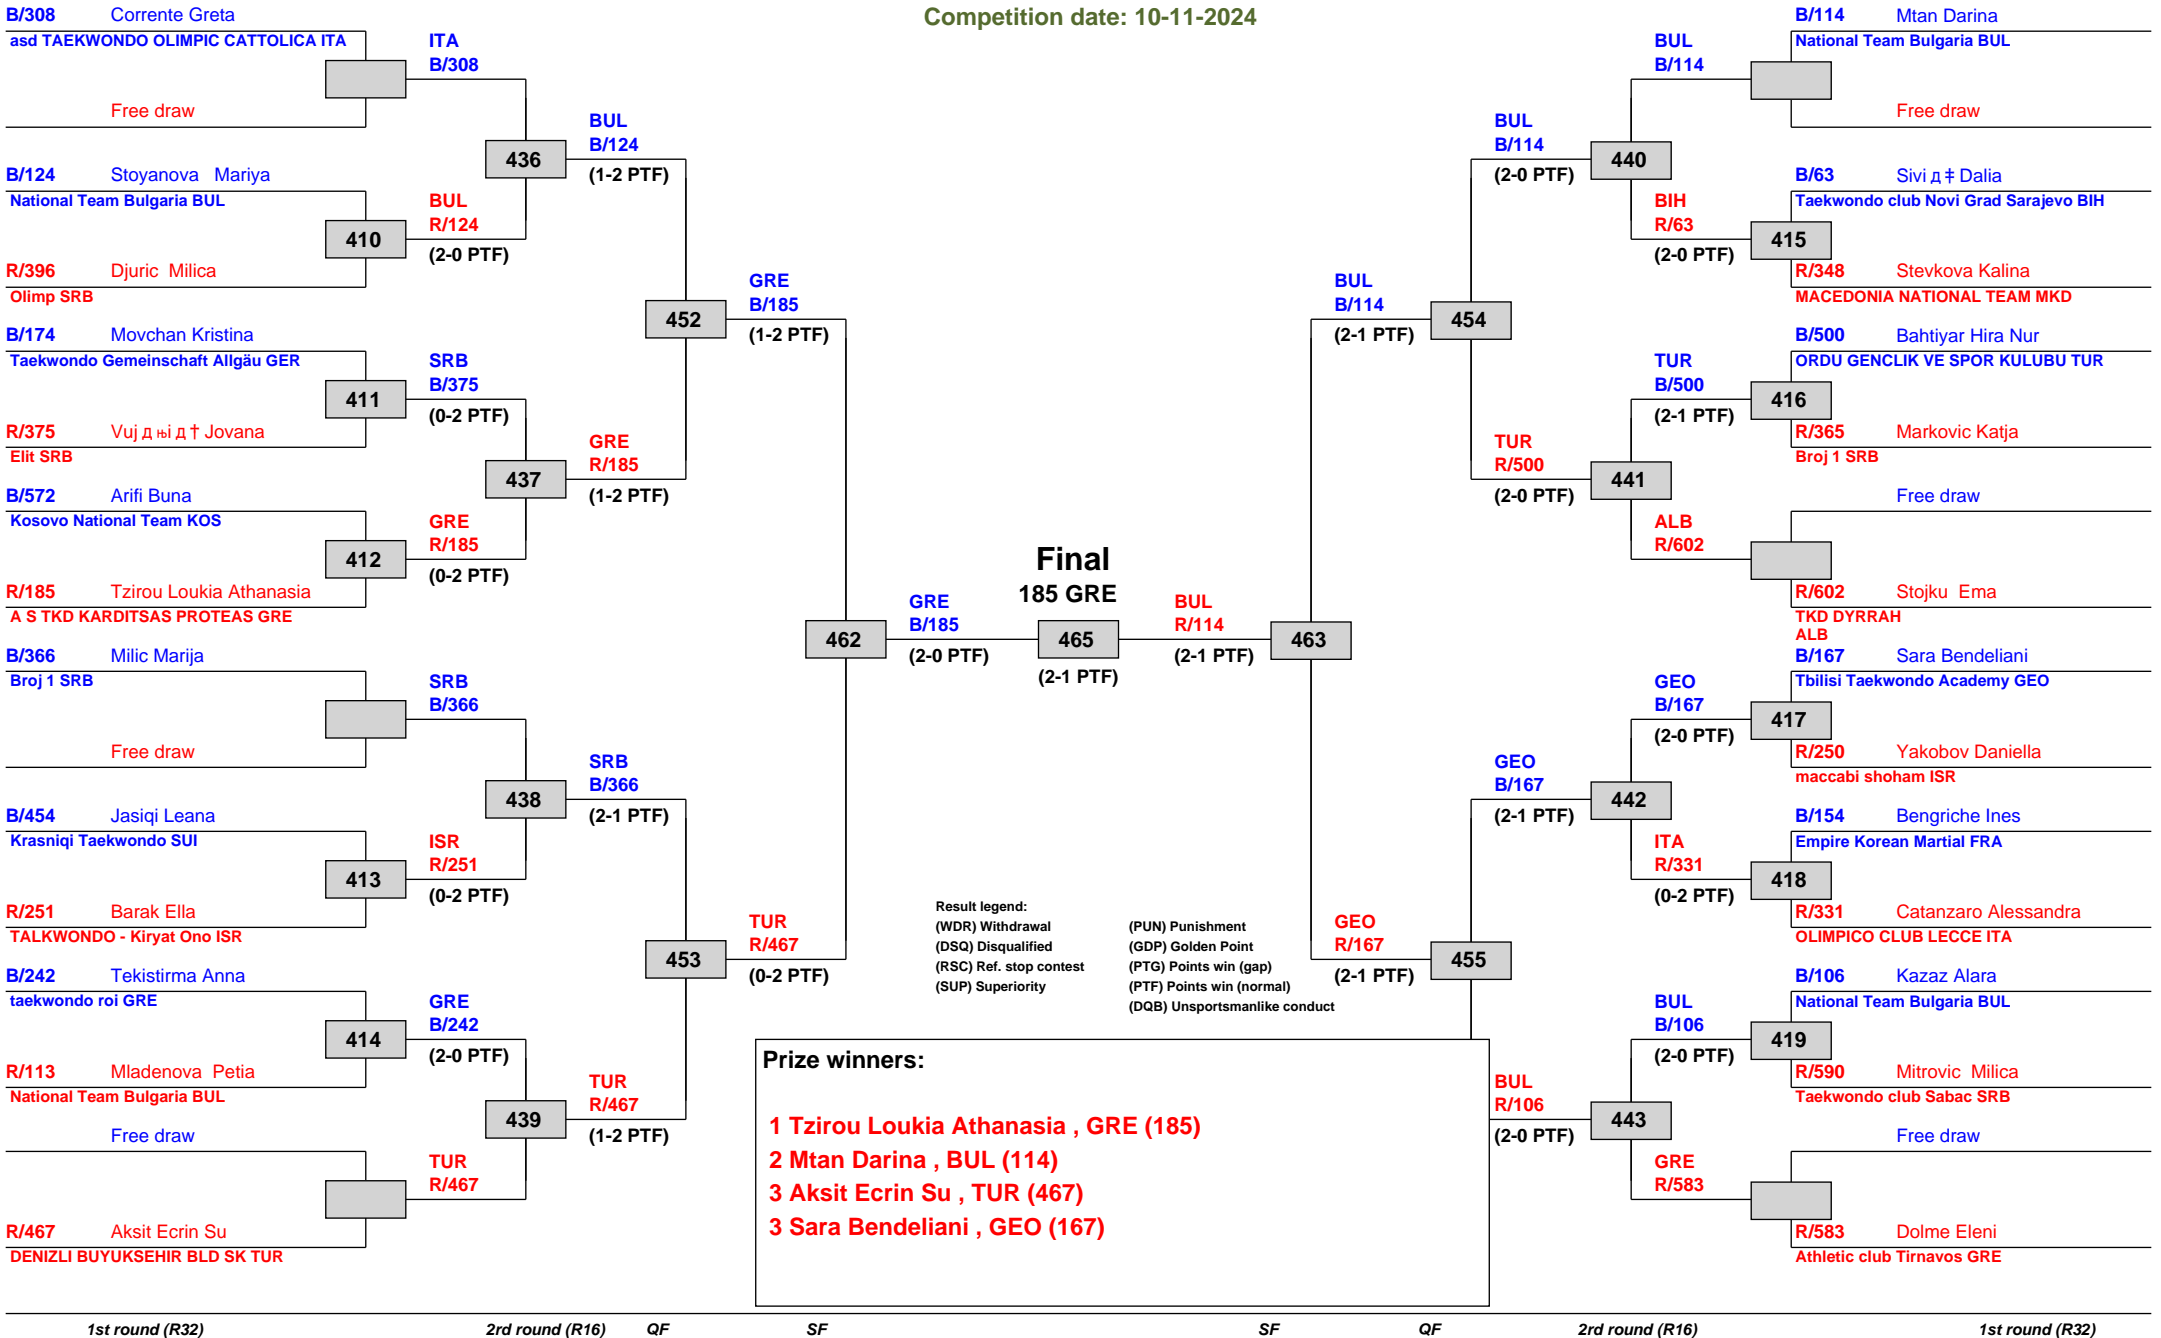 Competition date: 10-11-2024
B/308 Corrente Greta
asd TAEKWONDO OLIMPIC CATTOLICA ITA
Free draw
B/124 Stoyanova Mariya
National Team Bulgaria BUL
410
R/396 Djuric Milica
Olimp SRB
B/174 Movchan Kristina
Taekwondo Gemeinschaft Allgäu GER
411
R/375 Vuj д њi д † Jovana
Elit SRB
B/572 Arifi Buna
Kosovo National Team KOS
412
R/185 Tzirou Loukia Athanasia
A S TKD KARDITSAS PROTEAS GRE
B/366 Milic Marija
Broj 1 SRB
Free draw
B/454 Jasiqi Leana
Krasniqi Taekwondo SUI
413
R/251 Barak Ella
TALKWONDO - Kiryat Ono ISR
B/242 Tekistirma Anna
taekwondo roi GRE
414
R/113 Mladenova Petia
National Team Bulgaria BUL
Free draw
R/467 Aksit Ecrin Su
DENIZLI BUYUKSEHIR BLD SK TUR
ITA
B/308
436
BUL
R/124
(2-0 PTF)
SRB
B/375
(0-2 PTF)
437
GRE
R/185
(0-2 PTF)
SRB
B/366
438
ISR
R/251
(0-2 PTF)
GRE
B/242
(2-0 PTF)
439
TUR
R/467
BUL
B/124
(1-2 PTF)
452
GRE
R/185
(1-2 PTF)
SRB
B/366
(2-1 PTF)
453
TUR
R/467
(1-2 PTF)
GRE
B/185
(1-2 PTF)
462
TUR
R/467
(0-2 PTF)
GRE
B/185
(2-0 PTF)
Final
185 GRE
465
(2-1 PTF)
BUL
R/114
(2-1 PTF)
463
BUL
B/114
(2-1 PTF)
GEO
R/167
(2-1 PTF)
454
455
BUL
B/114
(2-0 PTF)
TUR
R/500
(2-0 PTF)
GEO
B/167
(2-1 PTF)
BUL
R/106
(2-0 PTF)
440
441
442
443
BUL
B/114
BIH
R/63
(2-0 PTF)
TUR
B/500
(2-1 PTF)
ALB
R/602
GEO
B/167
(2-0 PTF)
ITA
R/331
(0-2 PTF)
BUL
B/106
(2-0 PTF)
GRE
R/583
B/114 Mtan Darina
National Team Bulgaria BUL
Free draw
B/63 Sivi д ‡ Dalia
Taekwondo club Novi Grad Sarajevo BIH
415
R/348 Stevkova Kalina
MACEDONIA NATIONAL TEAM MKD
B/500 Bahtiyar Hira Nur
ORDU GENCLIK VE SPOR KULUBU TUR
416
R/365 Markovic Katja
Broj 1 SRB
Free draw
R/602 Stojku Ema
TKD DYRRAH
ALB
B/167 Sara Bendeliani
Tbilisi Taekwondo Academy GEO
417
R/250 Yakobov Daniella
maccabi shoham ISR
B/154 Bengriche Ines
Empire Korean Martial FRA
418
R/331 Catanzaro Alessandra
OLIMPICO CLUB LECCE ITA
B/106 Kazaz Alara
National Team Bulgaria BUL
419
R/590 Mitrovic Milica
Taekwondo club Sabac SRB
Free draw
R/583 Dolme Eleni
Athletic club Tirnavos GRE
Result legend:
(WDR) Withdrawal (PUN) Punishment
(DSQ) Disqualified (GDP) Golden Point
(RSC) Ref. stop contest (PTG) Points win (gap)
(SUP) Superiority (PTF) Points win (normal)
(DQB) Unsportsmanlike conduct
Prize winners:
1 Tzirou Loukia Athanasia , GRE (185)
2 Mtan Darina , BUL (114)
3 Aksit Ecrin Su , TUR (467)
3 Sara Bendeliani , GEO (167)
1st round (R32) 2rd round (R16) QF SF SF QF 2rd round (R16) 1st round (R32)